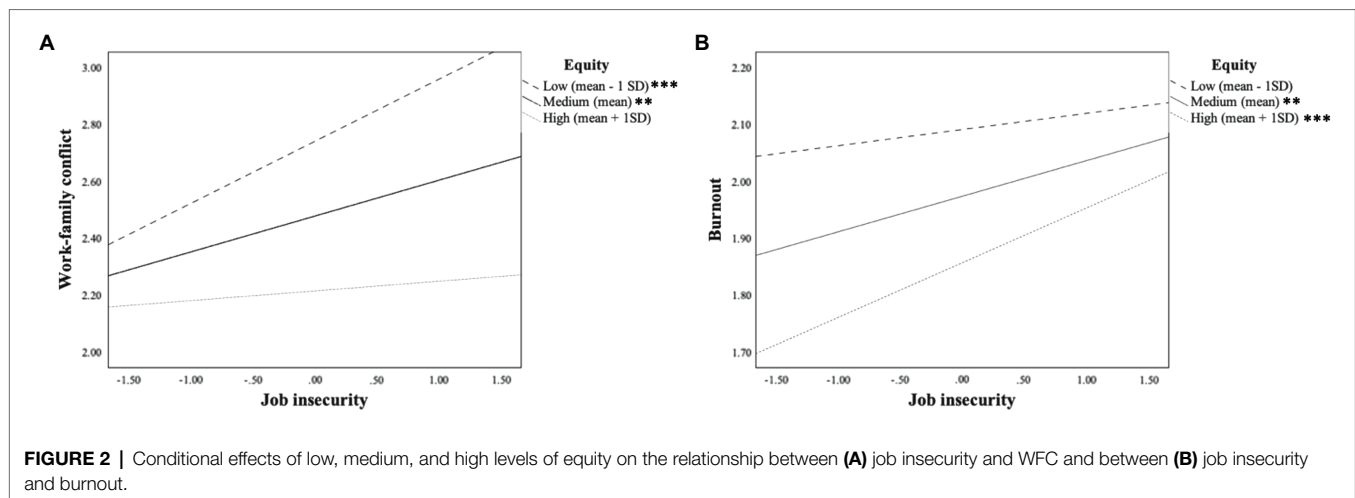 A
3.00
2.80
2.60
2.40
2.20
2.00
Work-family conflict
-1.50 -1.00 -.50 .00 .50 1.00 1.50
Job insecurity
Equity
Low (mean - 1 SD) ***
Medium (mean) **
High (mean + 1SD)
B
2.20
2.10
2.00
1.90
1.80
1.70
Burnout
-1.50 -1.00 -.50 .00 .50 1.00 1.50
Job insecurity
Equity
Low (mean - 1SD)
Medium (mean) **
High (mean + 1SD) ***
FIGURE 2 | Conditional effects of low, medium, and high levels of equity on the relationship between (A) job insecurity and WFC and between (B) job insecurity
and burnout.